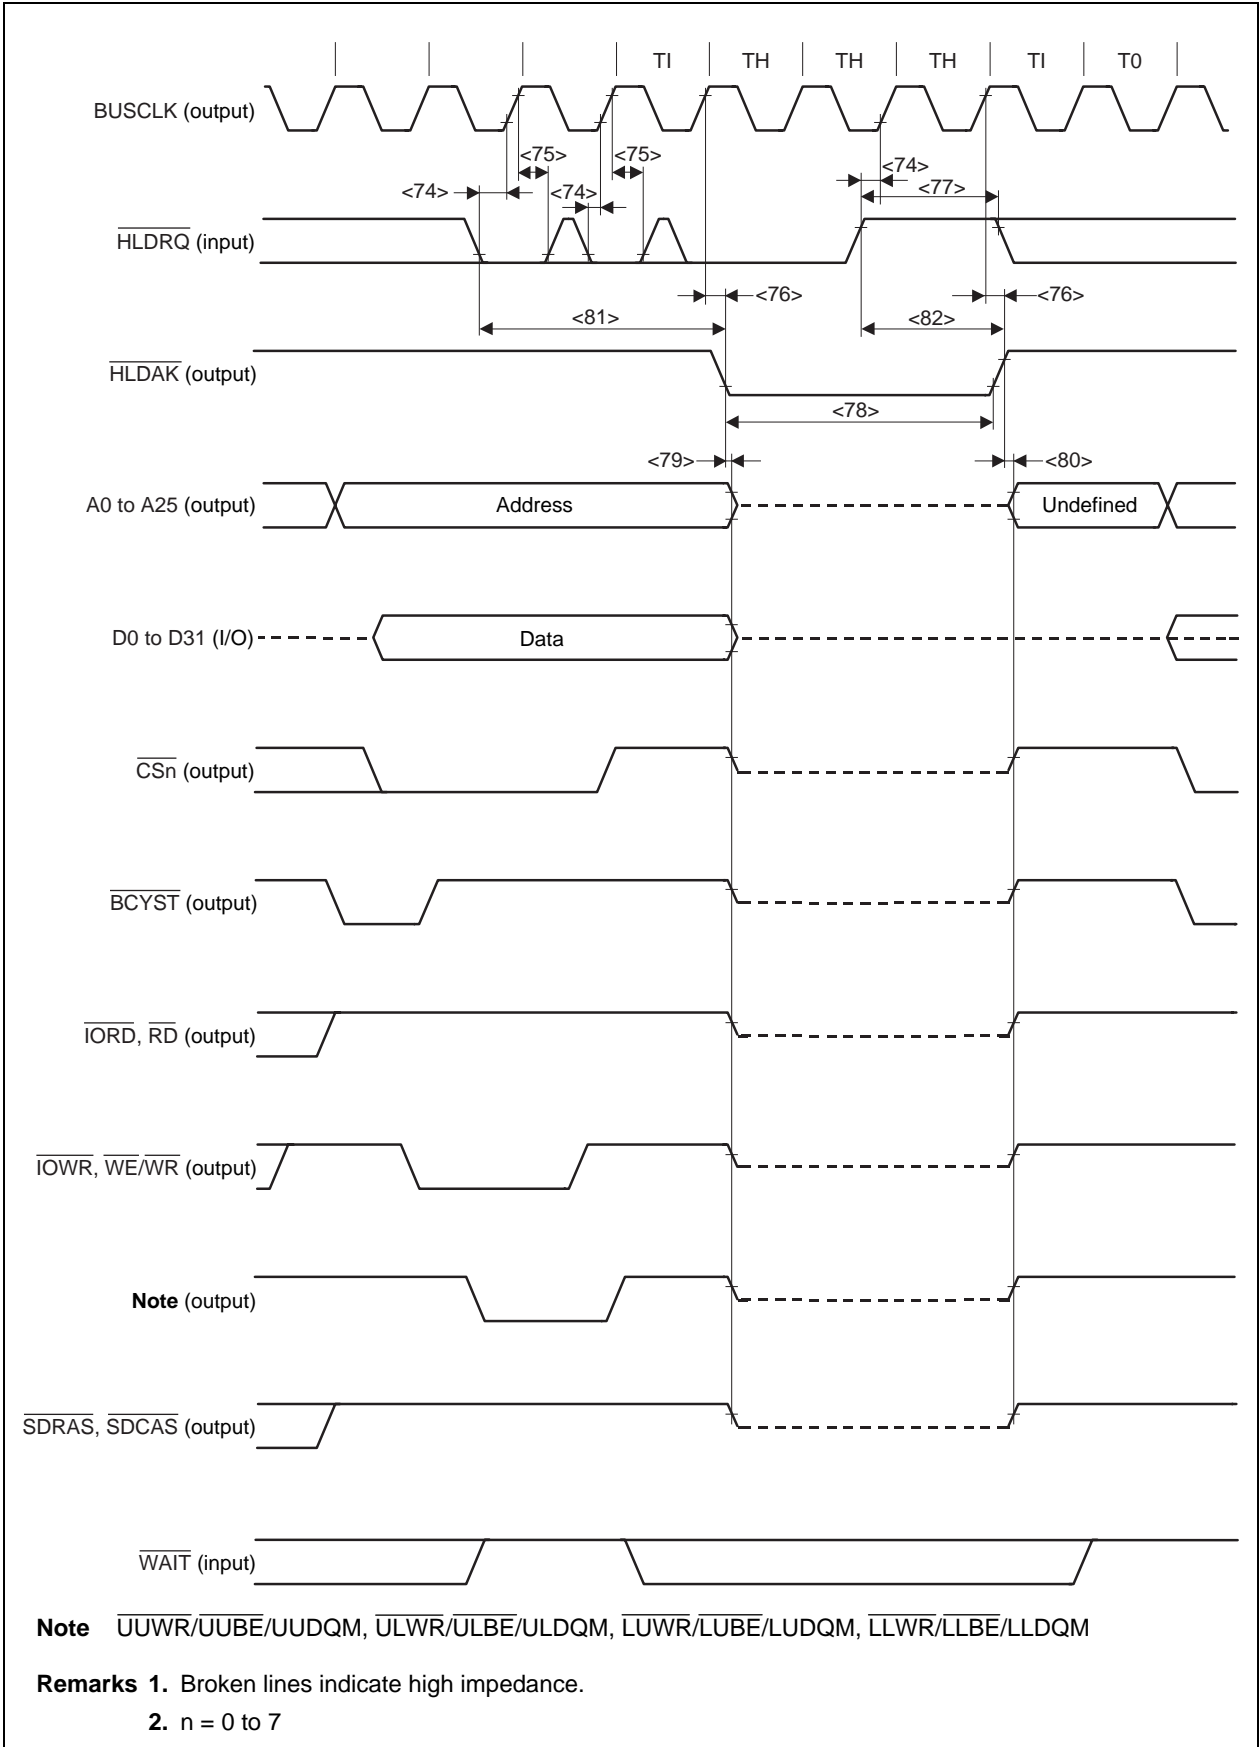 TI TH TH TH TI T0
BUSCLK (output)
<75> <75>
<74> <74> <74>
<77>
HLDRQ (input)
<76> <76>
<81> <82>
HLDAK (output)
<78>
<79> <80>
A0 to A25 (output) Address Undefined
D0 to D31 (I/O) Data
CSn (output)
BCYST (output)
IORD, RD (output)
IOWR, WE/WR (output)
Note (output)
SDRAS, SDCAS (output)
WAIT (input)
Note UUWR/UUBE/UUDQM, ULWR/ULBE/ULDQM, LUWR/LUBE/LUDQM, LLWR/LLBE/LLDQM
Remarks 1. Broken lines indicate high impedance.
2. n = 0 to 7